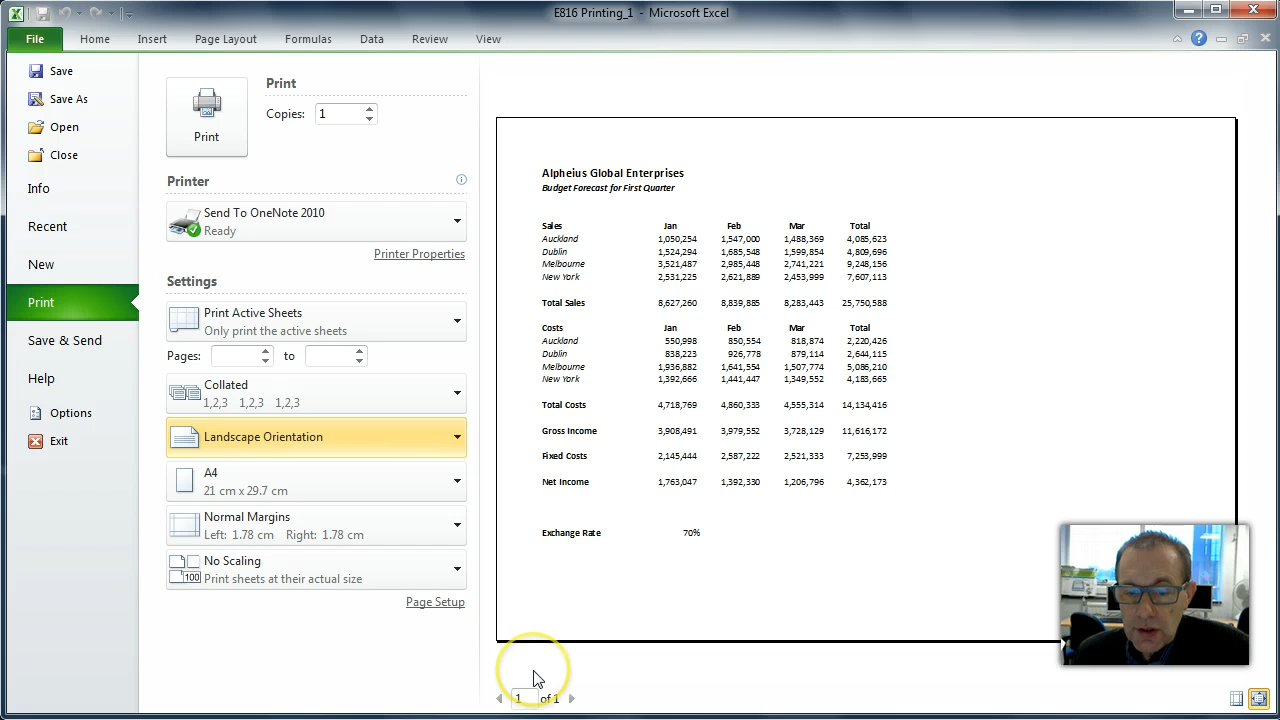 E816 Printing_1 - Microsoft Excel
File Home Insert Page Layout Formulas Data Review View
Save
Save As
Open
Close
Info
Recent
New
Print
Save & Send
Help
Options
Exit
Print
Print
Copies: 1
Printer
Send To OneNote 2010
Ready
Printer Properties
Settings
Print Active Sheets
Only print the active sheets
Pages: to
Collated
1,2,3 1,2,3 1,2,3
Landscape Orientation
A4
21 cm x 29.7 cm
Normal Margins
Left: 1.78 cm Right: 1.78 cm
No Scaling
100 Print sheets at their actual size
Page Setup
Alpheius Global Enterprises
Budget Forecast for First Quarter
Sales Jan Feb Mar Total
Auckland 1,050,254 1,547,000 1,488,369 4,085,623
Dublin 1,524,294 1,685,548 1,599,854 4,809,696
Melbourne 3,521,487 2,985,448 2,741,221 9,248,156
New York 2,531,225 2,621,889 2,453,999 7,607,113
Total Sales 8,627,260 8,839,885 8,283,443 25,750,588
Costs Jan Feb Mar Total
Auckland 550,998 850,554 818,874 2,220,426
Dublin 838,223 926,778 879,114 2,644,115
Melbourne 1,936,882 1,641,554 1,507,774 5,086,210
New York 1,392,666 1,441,447 1,349,552 4,183,665
Total Costs 4,718,769 4,860,333 4,555,314 14,134,416
Gross Income 3,908,491 3,979,552 3,728,129 11,616,172
Fixed Costs 2,145,444 2,587,222 2,521,333 7,253,999
Net Income 1,763,047 1,392,330 1,206,796 4,362,173
Exchange Rate 70%
1 of 1